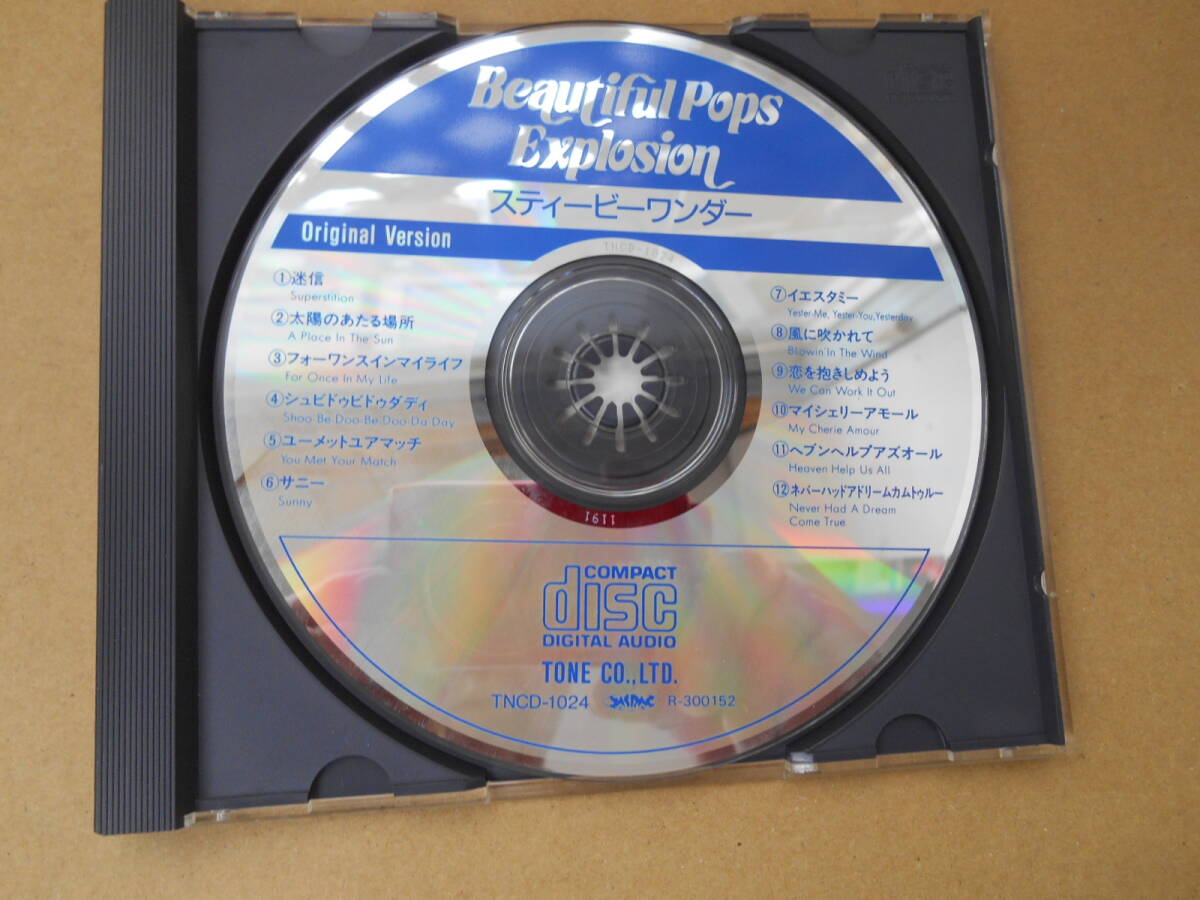 Beautiful Pops
Explosion
スティービーワンダー
Original Version
TNCD-1024
①迷信
Superstition
②太陽のあたる場所
A Place In The Sun
③フォーワンスインマイライフ
For Once In My Life
④シュビドゥビドゥダディ
Shoo-Be-Doo-Be-Doo-Da-Day
⑤ユーメットユアマッチ
You Met Your Match
⑥サニー
Sunny
⑦イエスタミー
Yester-Me, Yester-You,Yesterday
⑧風に吹かれて
Blowin' In The Wind
⑨恋を抱きしめよう
We Can Work It Out
⑩マイシェリーアモール
My Cherie Amour
⑪ヘブンヘルプアズオール
Heaven Help Us All
⑫ネバーハッドアドリームカムトゥルー
Never Had A Dream
Come True
1191
COMPACT
disc
DIGITAL AUDIO
TONE CO.,LTD.
TNCD-1024 JASRAC R-300152